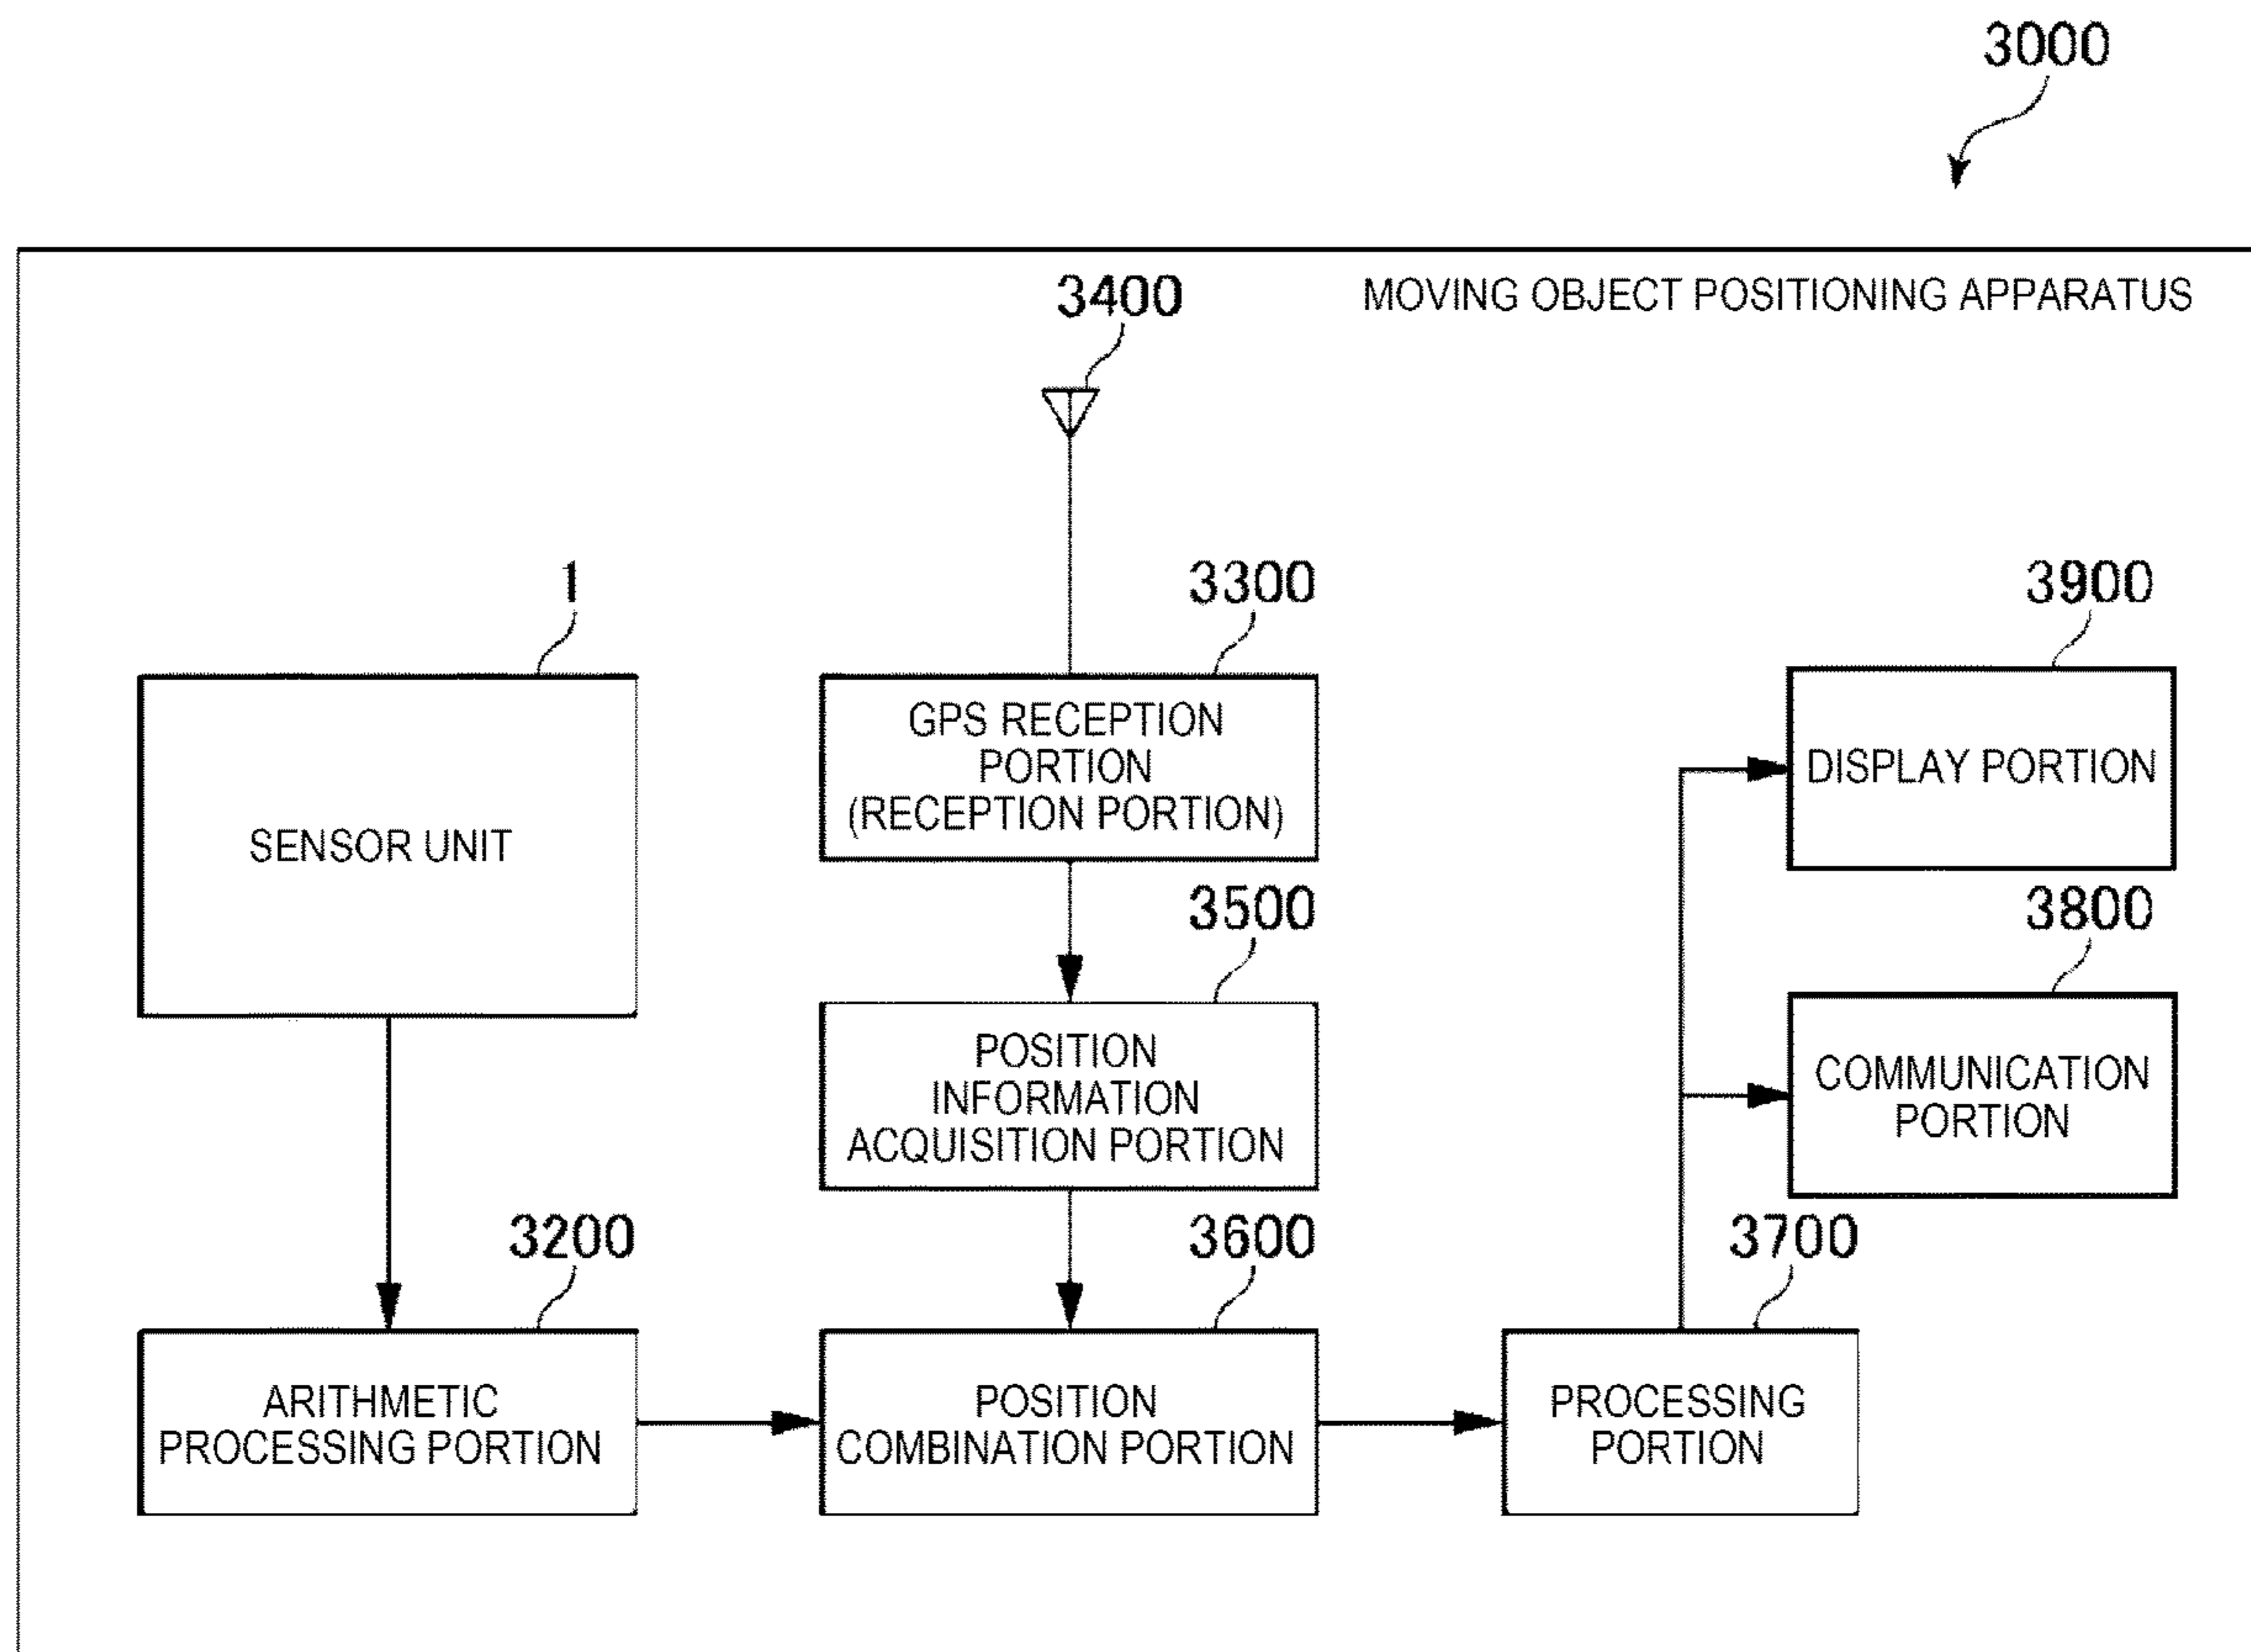 3000
MOVING OBJECT POSITIONING APPARATUS
3400
1
3300
3900
SENSOR UNIT
GPS RECEPTION
PORTION
(RECEPTION PORTION)
DISPLAY PORTION
3500
3800
POSITION
INFORMATION
ACQUISITION PORTION
COMMUNICATION
PORTION
3200
3600
3700
ARITHMETIC
PROCESSING PORTION
POSITION
COMBINATION PORTION
PROCESSING
PORTION